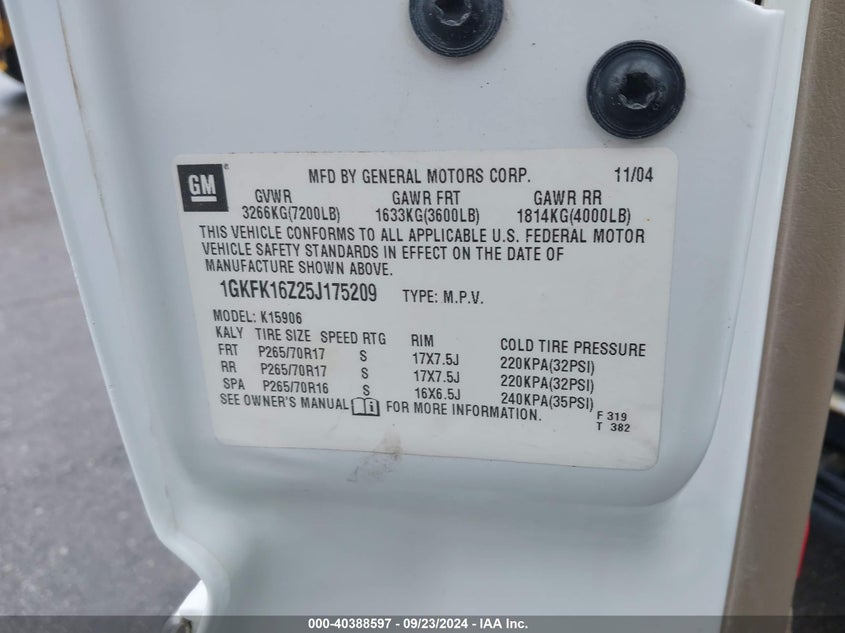 GM ®
MFD BY GENERAL MOTORS CORP. 11/04
GVWR GAWR FRT GAWR RR
3266KG(7200LB) 1633KG(3600LB) 1814KG(4000LB)
THIS VEHICLE CONFORMS TO ALL APPLICABLE U.S. FEDERAL MOTOR
VEHICLE SAFETY STANDARDS IN EFFECT ON THE DATE OF
MANUFACTURE SHOWN ABOVE.
1GKFK16Z25J175209 TYPE: M.P.V.
MODEL: K15906
KALY TIRE SIZE SPEED RTG RIM COLD TIRE PRESSURE
FRT P265/70R17 S 17X7.5J 220KPA(32PSI)
RR P265/70R17 S 17X7.5J 220KPA(32PSI)
SPA P265/70R16 S 16X6.5J 240KPA(35PSI)
SEE OWNER'S MANUAL FOR MORE INFORMATION.
F 319
T 382
000-40388597 - 09/23/2024 - IAA Inc.